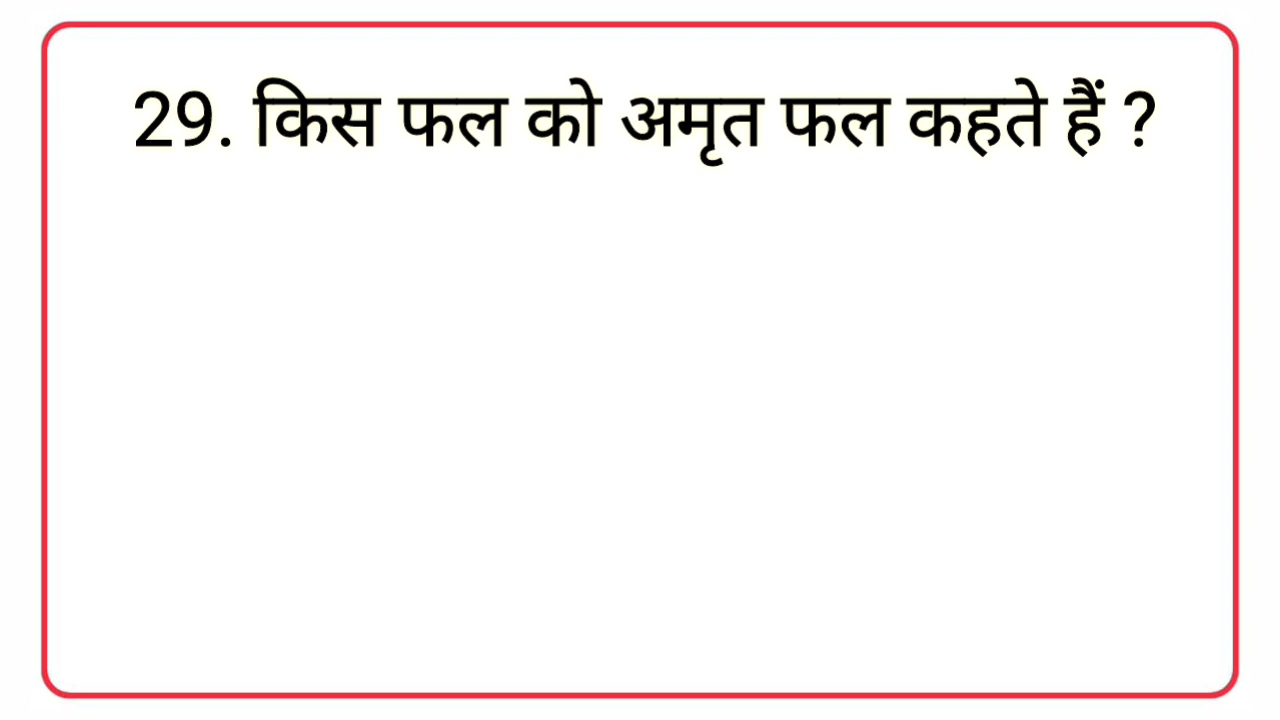 29. किस फल को अमृत फल कहते हैं ?